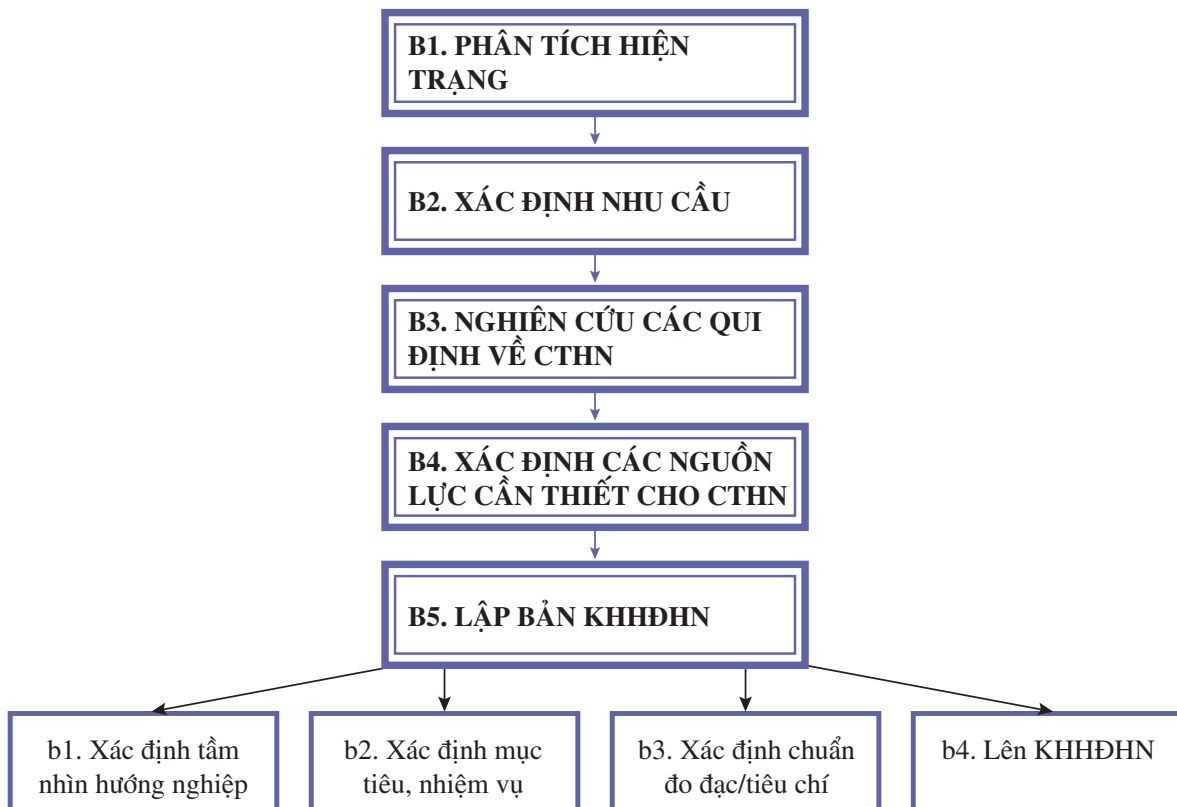 B1. PHÂN TÍCH HIỆN
TRẠNG
B2. XÁC ĐỊNH NHU CẦU
B3. NGHIÊN CỨU CÁC QUI
ĐỊNH VỀ CTHN
B4. XÁC ĐỊNH CÁC NGUỒN
LỰC CẦN THIẾT CHO CTHN
B5. LẬP BẢN KHHĐHN
b1. Xác định tầm
nhìn hướng nghiệp
b2. Xác định mục
tiêu, nhiệm vụ
b3. Xác định chuẩn
đo đạc/tiêu chí
b4. Lên KHHĐHN